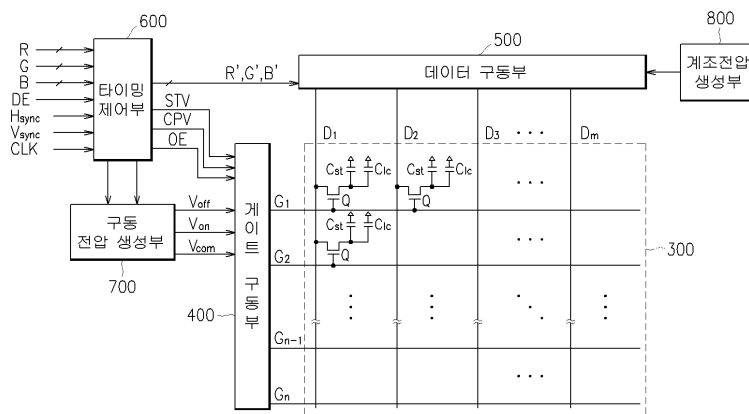 600
R
G
B
DE
Hsync
Vsync
CLK
타이밍
제어부
R',G',B'
STV
CPV
OE
500
데이터 구동부
800
계조전압
생성부
D1
D2
D3
...
Dm
Cst
Clc
Cst
Clc
G1
Q
Q
...
Cst
Clc
G2
Q
...
구동
전압 생성부
700
Voff
Von
Vcom
게이트 구동부
400
300
Gn-1
...
Gn